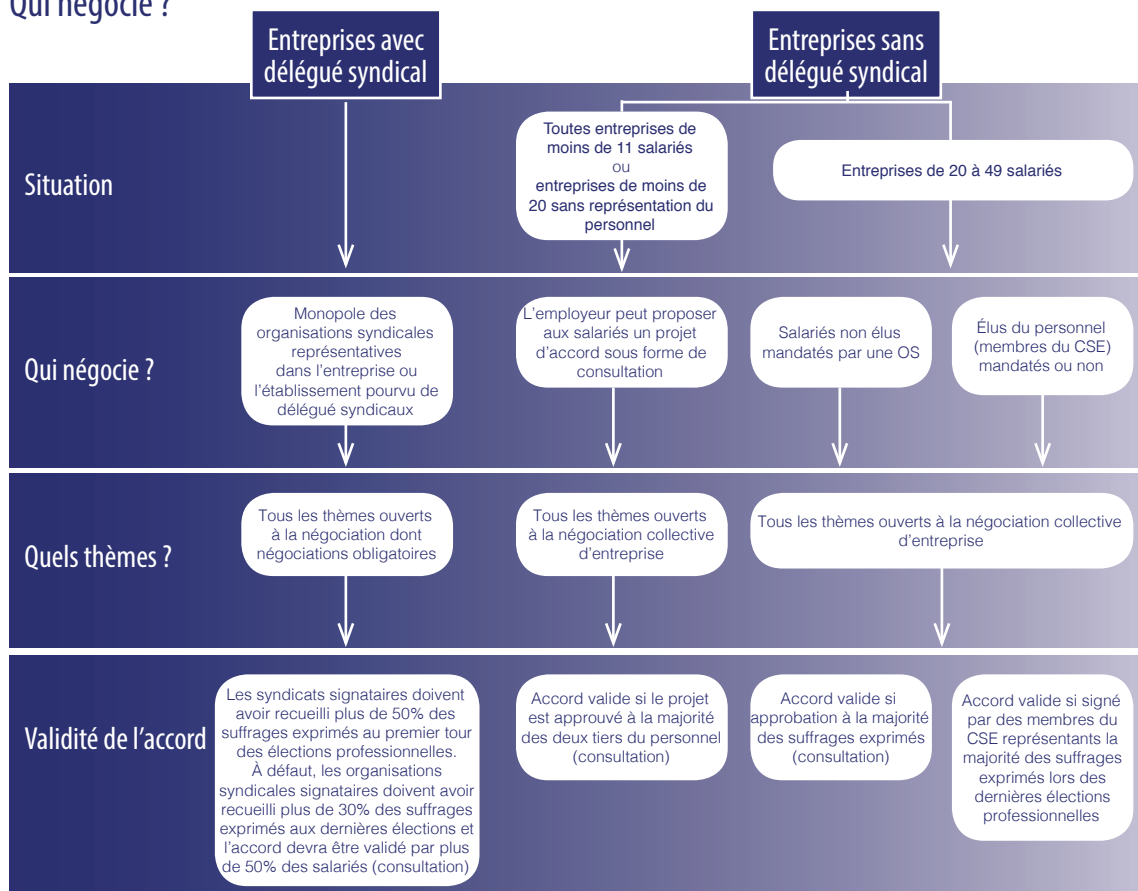 Qui négocie ?
Entreprises avec
délégué syndical
Entreprises sans
délégué syndical
Situation
Toutes entreprises de
moins de 11 salariés
ou
entreprises de moins de
20 sans représentation du
personnel
Entreprises de 20 à 49 salariés
Qui négocie ?
Monopole des
organisations syndicales
représentatives
dans l’entreprise ou
l’établissement pourvu de
délégué syndicaux
L’employeur peut proposer
aux salariés un projet
d’accord sous forme de
consultation
Salariés non élus
mandatés par une OS
Élus du personnel
(membres du CSE)
mandatés ou non
Quels thèmes ?
Tous les thèmes ouverts
à la négociation dont
négociations obligatoires
Tous les thèmes ouverts
à la négociation collective
d’entreprise
Tous les thèmes ouverts à la négociation collective
d’entreprise
Validité de l’accord
Les syndicats signataires doivent
avoir recueilli plus de 50% des
suffrages exprimés au premier tour
des élections professionnelles.
À défaut, les organisations
syndicales signataires doivent avoir
recueilli plus de 30% des suffrages
exprimés aux dernières élections et
l’accord devra être validé par plus
de 50% des salariés (consultation)
Accord valide si le projet
est approuvé à la majorité
des deux tiers du personnel
(consultation)
Accord valide si
approbation à la majorité
des suffrages exprimés
(consultation)
Accord valide si signé
par des membres du
CSE représentants la
majorité des suffrages
exprimés lors des
dernières élections
professionnelles